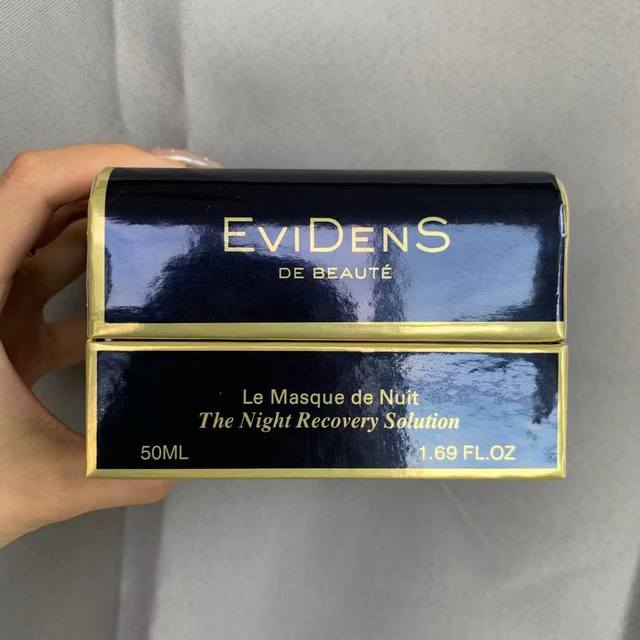 EviDenS
DE BEAUTÉ
Le Masque de Nuit
The Night Recovery Solution
50ML 1.69 FL.OZ